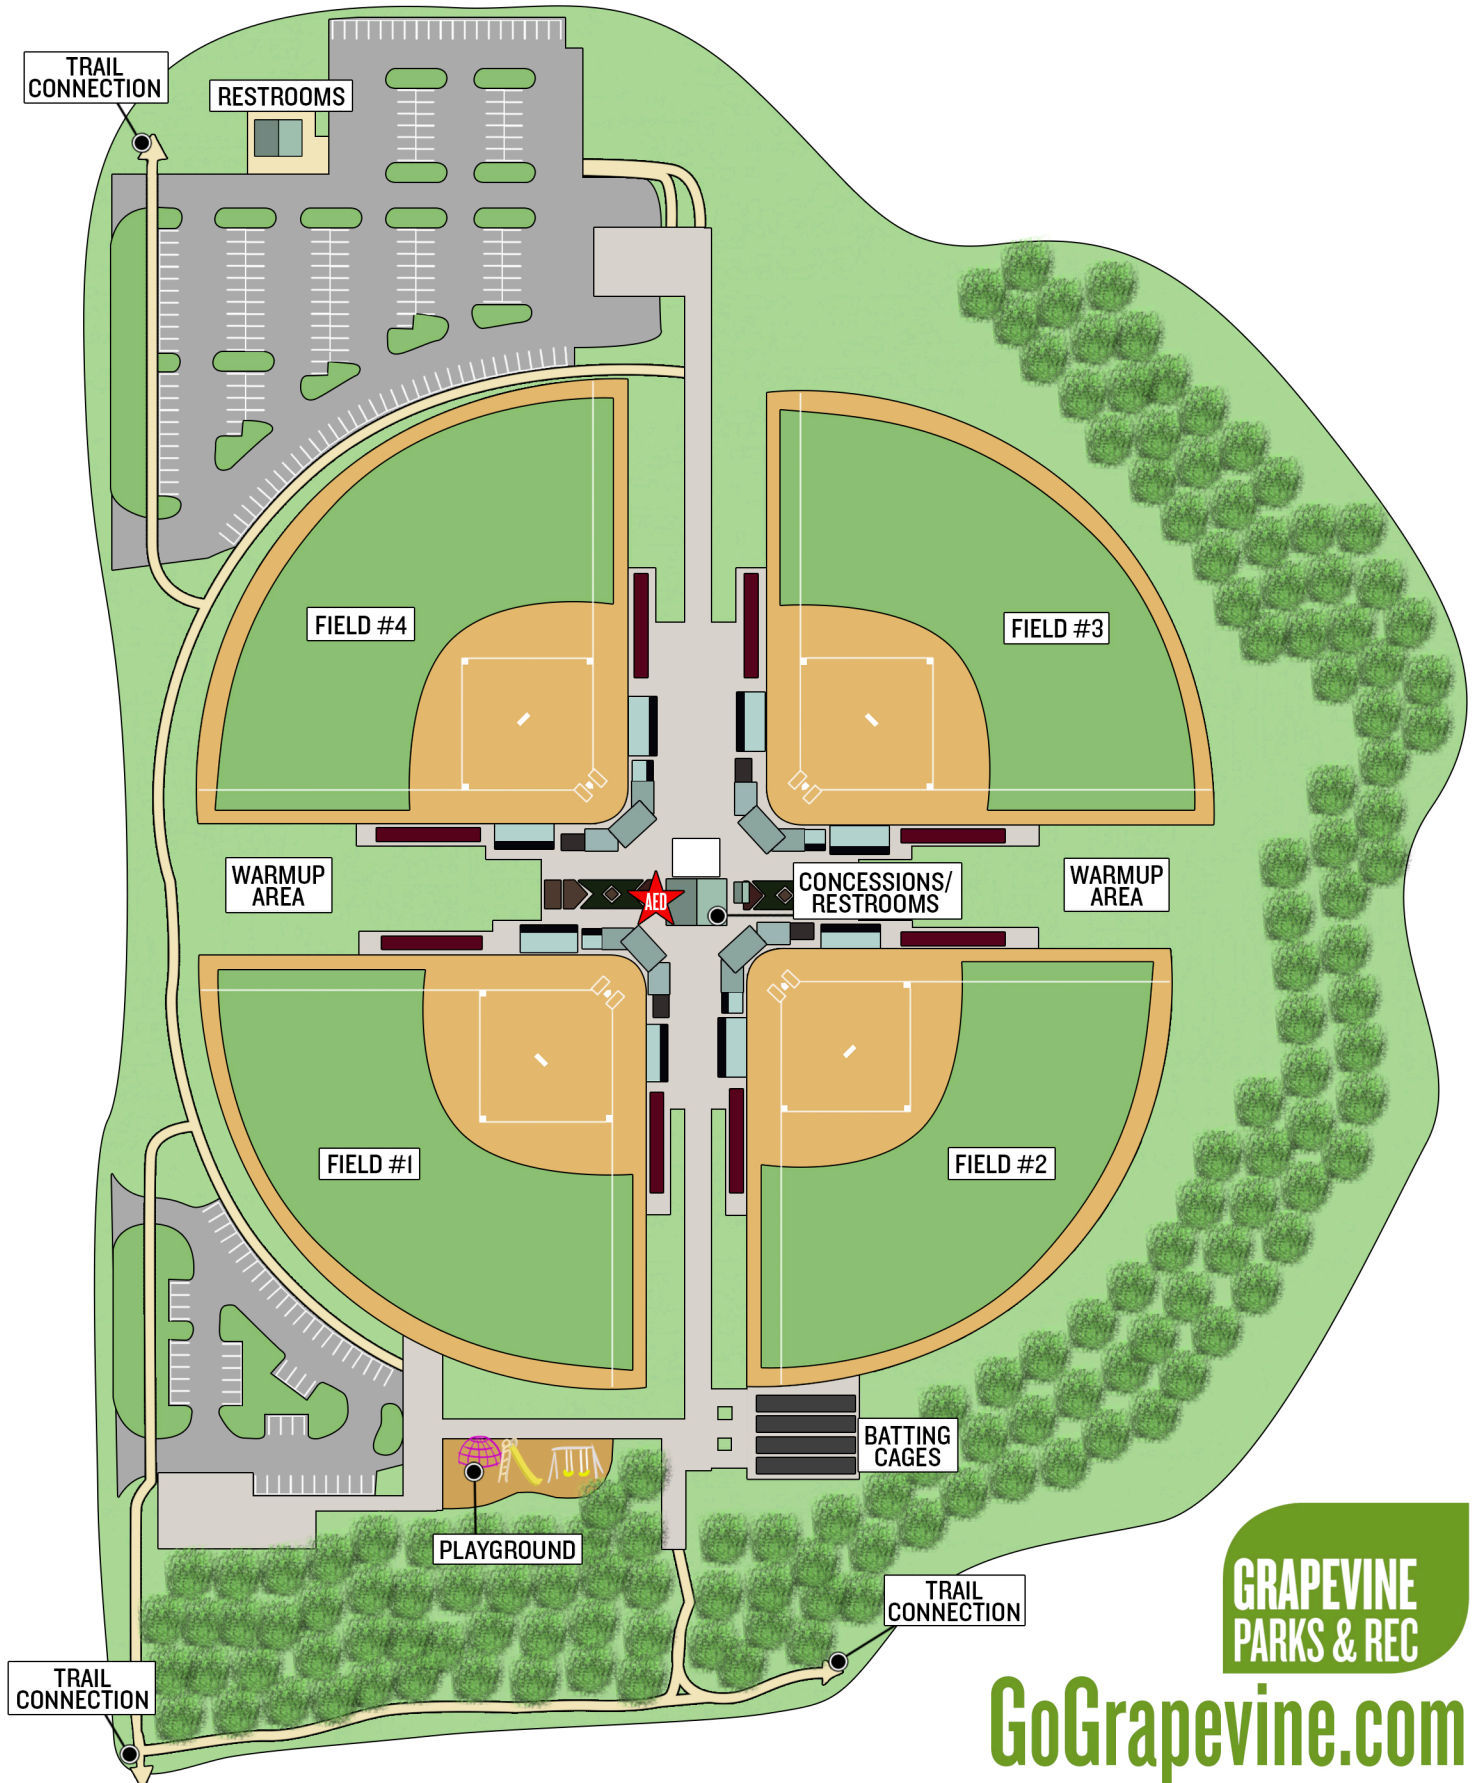 TRAIL
CONNECTION
RESTROOMS
FIELD #4
FIELD #3
WARMUP
AREA
AED
CONCESSIONS/
RESTROOMS
WARMUP
AREA
FIELD #1
FIELD #2
BATTING
CAGES
PLAYGROUND
TRAIL
CONNECTION
TRAIL
CONNECTION
GRAPEVINE
PARKS & REC
GoGrapevine.com